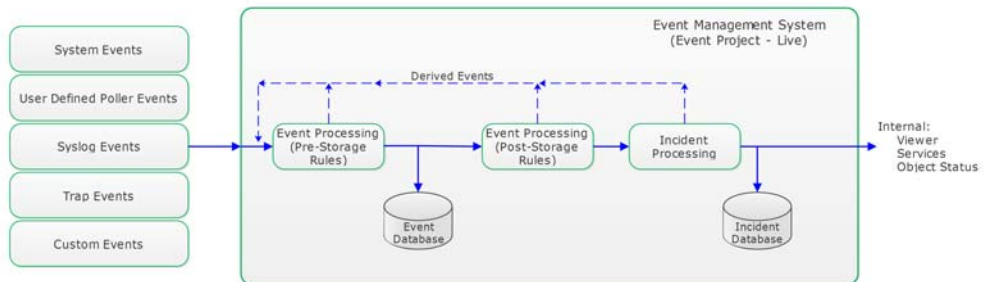 System Events
User Defined Poller Events
Syslog Events
Trap Events
Custom Events
Event Management System
(Event Project - Live)
Derived Events
Event Processing
(Pre-Storage
Rules)
Event Processing
(Post-Storage
Rules)
Incident
Processing
Event
Database
Incident
Database
Internal:
Viewer
Services
Object Status